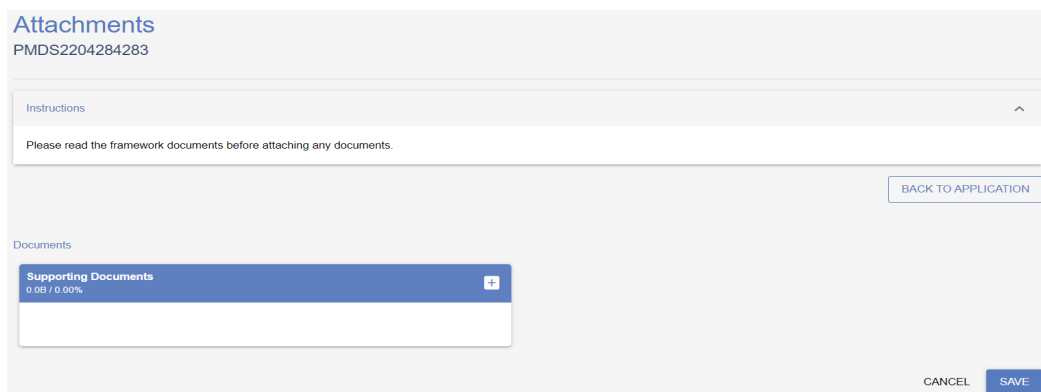 Attachments
PMDS2204284283
Instructions
Please read the framework documents before attaching any documents.
BACK TO APPLICATION
Documents
Supporting Documents
0.0B / 0.00%
CANCEL SAVE